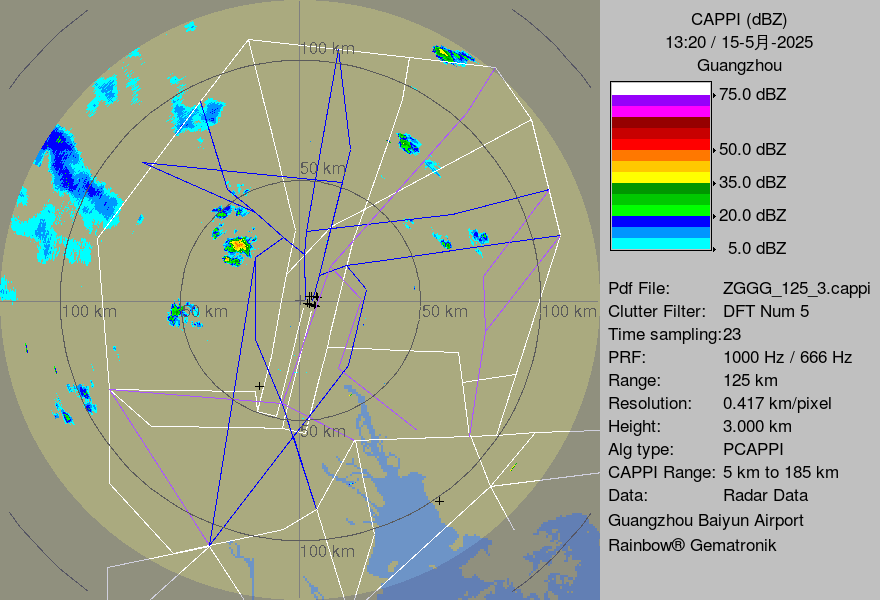 CAPPI (dBZ)
13:20 / 15-5月-2025
Guangzhou
75.0 dBZ
50.0 dBZ
35.0 dBZ
20.0 dBZ
5.0 dBZ
Pdf File: ZGGG_125_3.cappi
Clutter Filter: DFT Num 5
Time sampling:23
PRF: 1000 Hz / 666 Hz
Range: 125 km
Resolution: 0.417 km/pixel
Height: 3.000 km
Alg type: PCAPPI
CAPPI Range: 5 km to 185 km
Data: Radar Data
Guangzhou Baiyun Airport
Rainbow® Gematronik
100 km
50 km
100 km
50 km
50 km
100 km
50 km
100 km